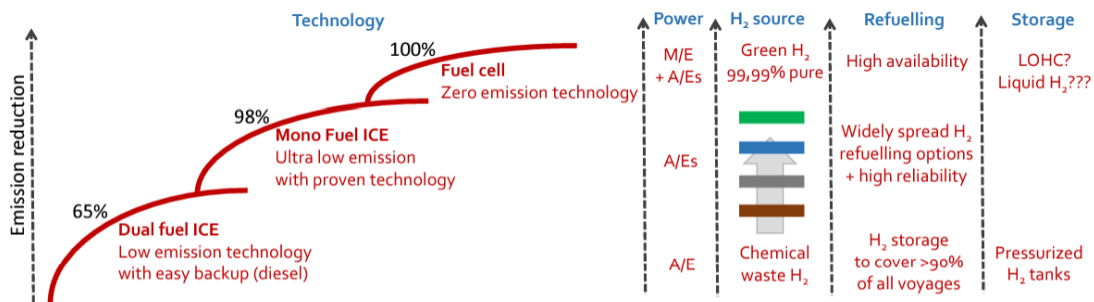 Technology
Power
H₂ source
Refuelling
Storage
Emission reduction
100%
Fuel cell
Zero emission technology
98%
Mono Fuel ICE
Ultra low emission
with proven technology
65%
Dual fuel ICE
Low emission technology
with easy backup (diesel)
M/E
+ A/Es
A/Es
A/E
Green H₂
99,99% pure
Chemical
waste H₂
High availability
Widely spread H₂
refuelling options
+ high reliability
H₂ storage
to cover >90%
of all voyages
LOHC?
Liquid H₂???
Pressurized
H₂ tanks